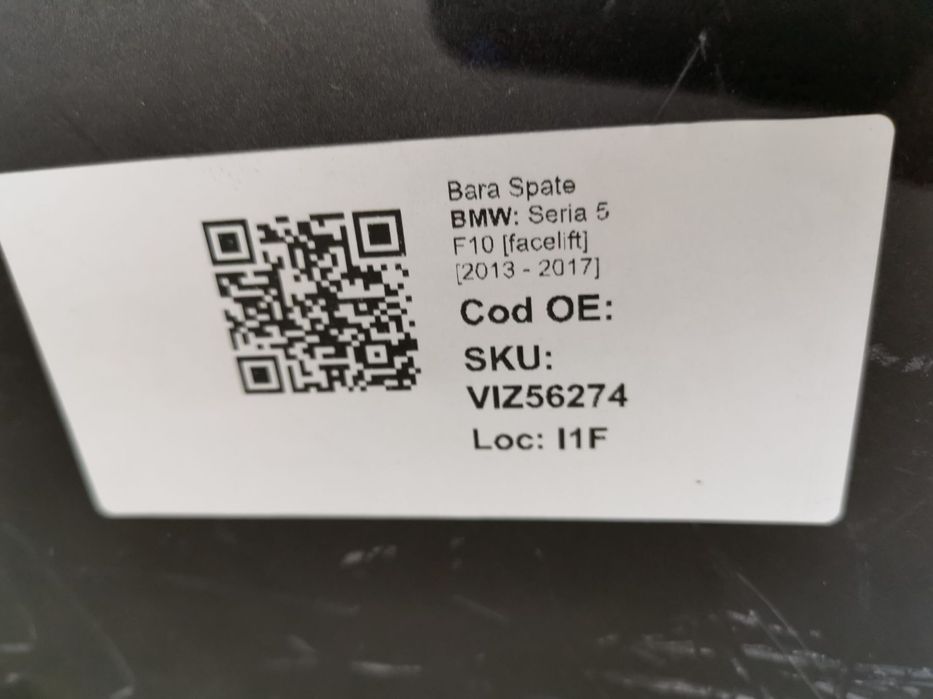 Bara Spate
BMW: Seria 5
F10 [facelift]
[2013 - 2017]
Cod OE:
SKU:
VIZ56274
Loc: I1F